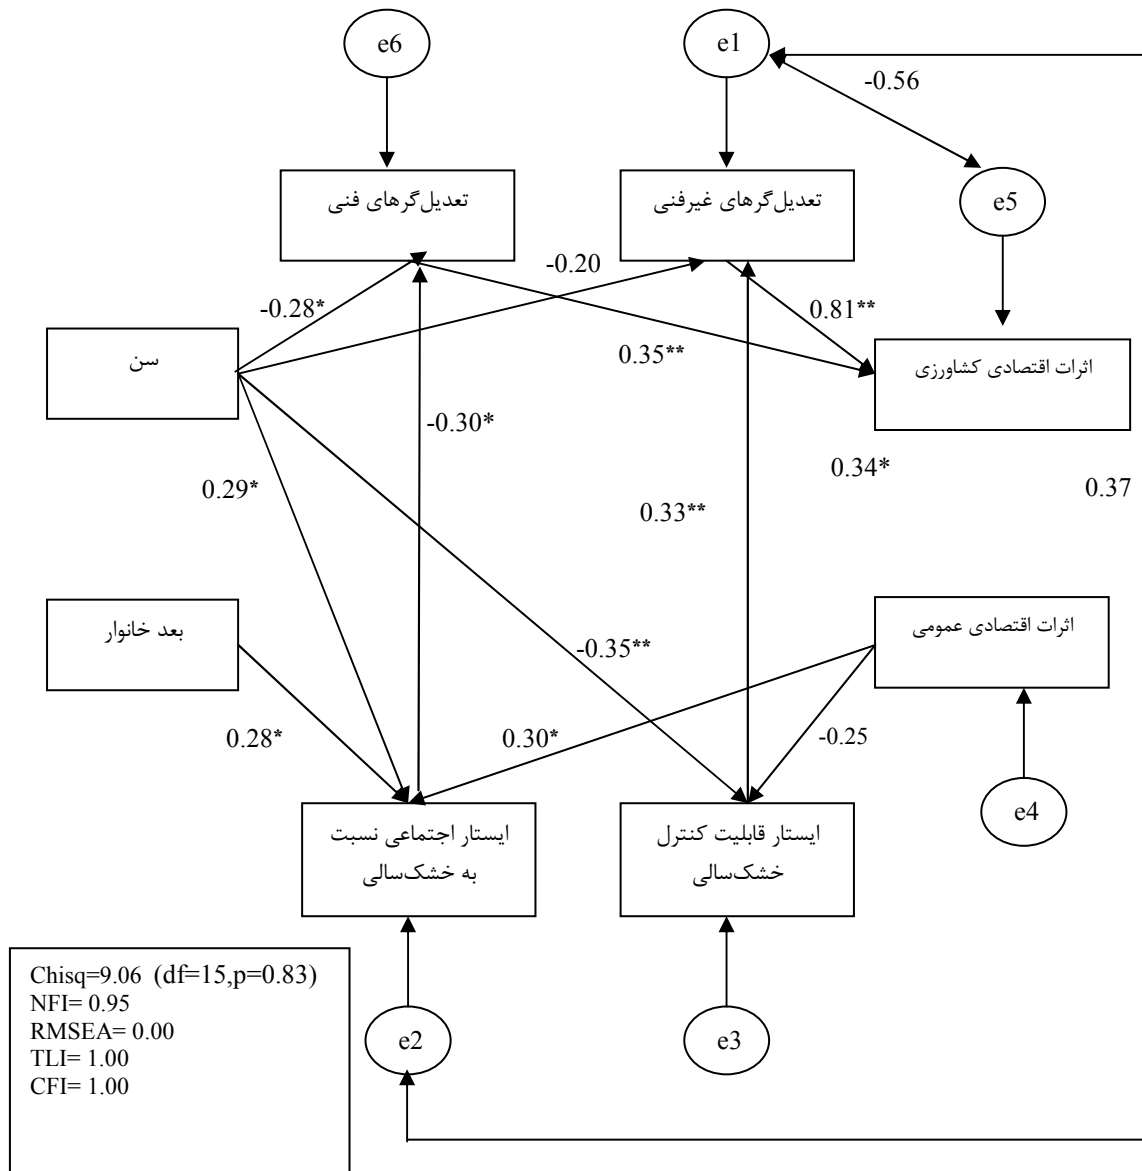 e6
e1
-0.56
تعدیل‌گرهای فنی
تعدیل‌گرهای غیرفنی
e5
-0.20
-0.28*
0.81**
سن
0.35**
اثرات اقتصادی کشاورزی
-0.30*
0.34*
0.29*
0.37
0.33**
بعد خانوار
اثرات اقتصادی عمومی
-0.35**
0.28*
0.30*
-0.25
ایستار اجتماعی نسبت
به خشک‌سالی
ایستار قابلیت کنترل
خشک‌سالی
e4
Chisq=9.06 (df=15,p=0.83)
NFI= 0.95
RMSEA= 0.00
TLI= 1.00
CFI= 1.00
e2
e3